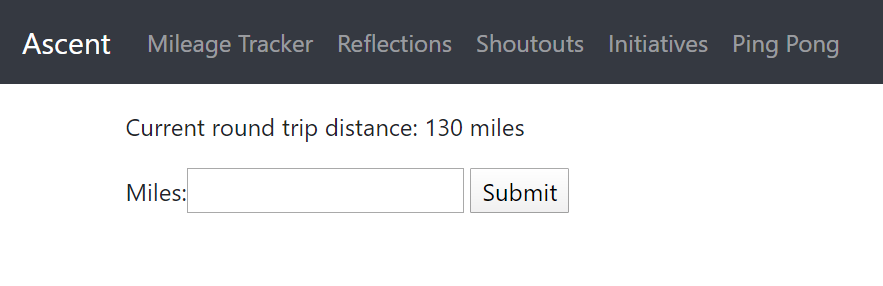 Ascent Mileage Tracker Reflections Shoutouts Initiatives Ping Pong
Current round trip distance: 130 miles
Miles: Submit